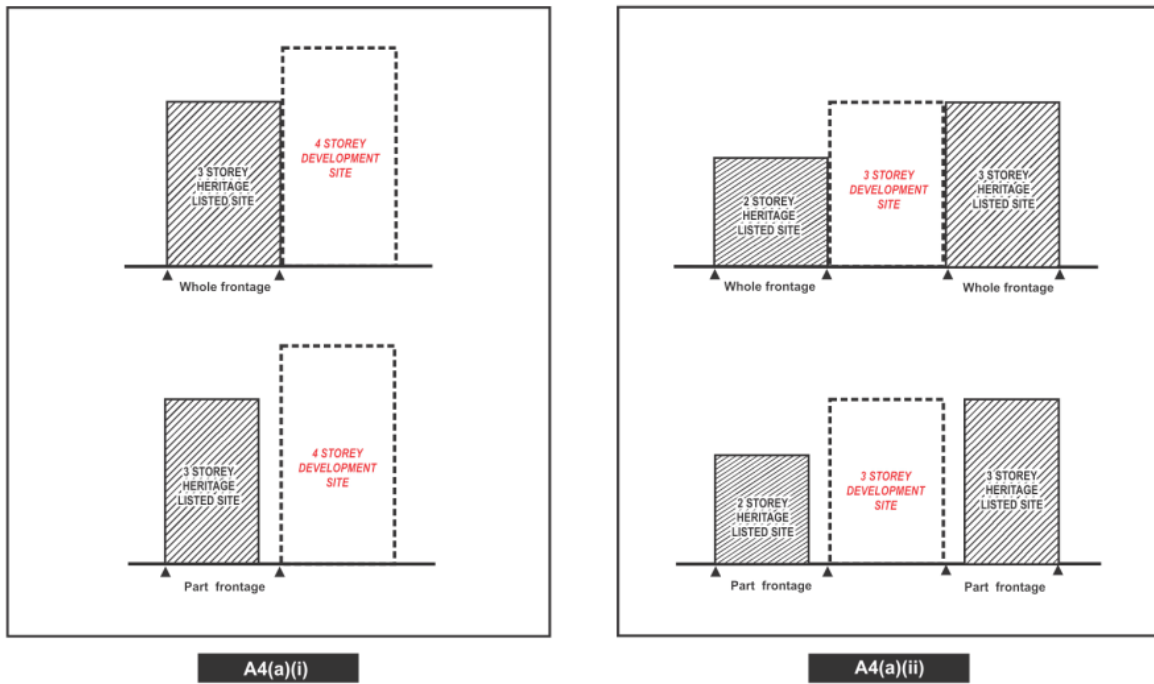 3 STOREY
HERITAGE
LISTED SITE
4 STOREY
DEVELOPMENT
SITE
Whole frontage
3 STOREY
HERITAGE
LISTED SITE
4 STOREY
DEVELOPMENT
SITE
Part frontage
A4(a)(i)
2 STOREY
HERITAGE
LISTED SITE
3 STOREY
DEVELOPMENT
SITE
3 STOREY
HERITAGE
LISTED SITE
Whole frontage
Whole frontage
2 STOREY
HERITAGE
LISTED SITE
3 STOREY
DEVELOPMENT
SITE
3 STOREY
HERITAGE
LISTED SITE
Part frontage
Part frontage
A4(a)(ii)